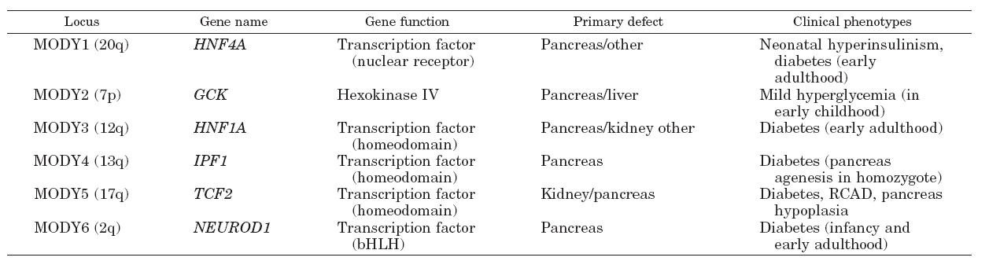 Locus Gene name Gene function Primary defect Clinical phenotypes
MODY1 (20q) HNF4A Transcription factor Pancreas/other Neonatal hyperinsulinism,
(nuclear receptor) diabetes (early
adulthood)
MODY2 (7p) GCK Hexokinase IV Pancreas/liver Mild hyperglycemia (in
early childhood)
MODY3 (12q) HNF1A Transcription factor Pancreas/kidney other Diabetes (early adulthood)
(homeodomain)
MODY4 (13q) IPF1 Transcription factor Pancreas Diabetes (pancreas
(homeodomain) agenesis in homozygote)
MODY5 (17q) TCF2 Transcription factor Kidney/pancreas Diabetes, RCAD, pancreas
(homeodomain) hypoplasia
MODY6 (2q) NEUROD1 Transcription factor Pancreas Diabetes (infancy and
(bHLH) early adulthood)